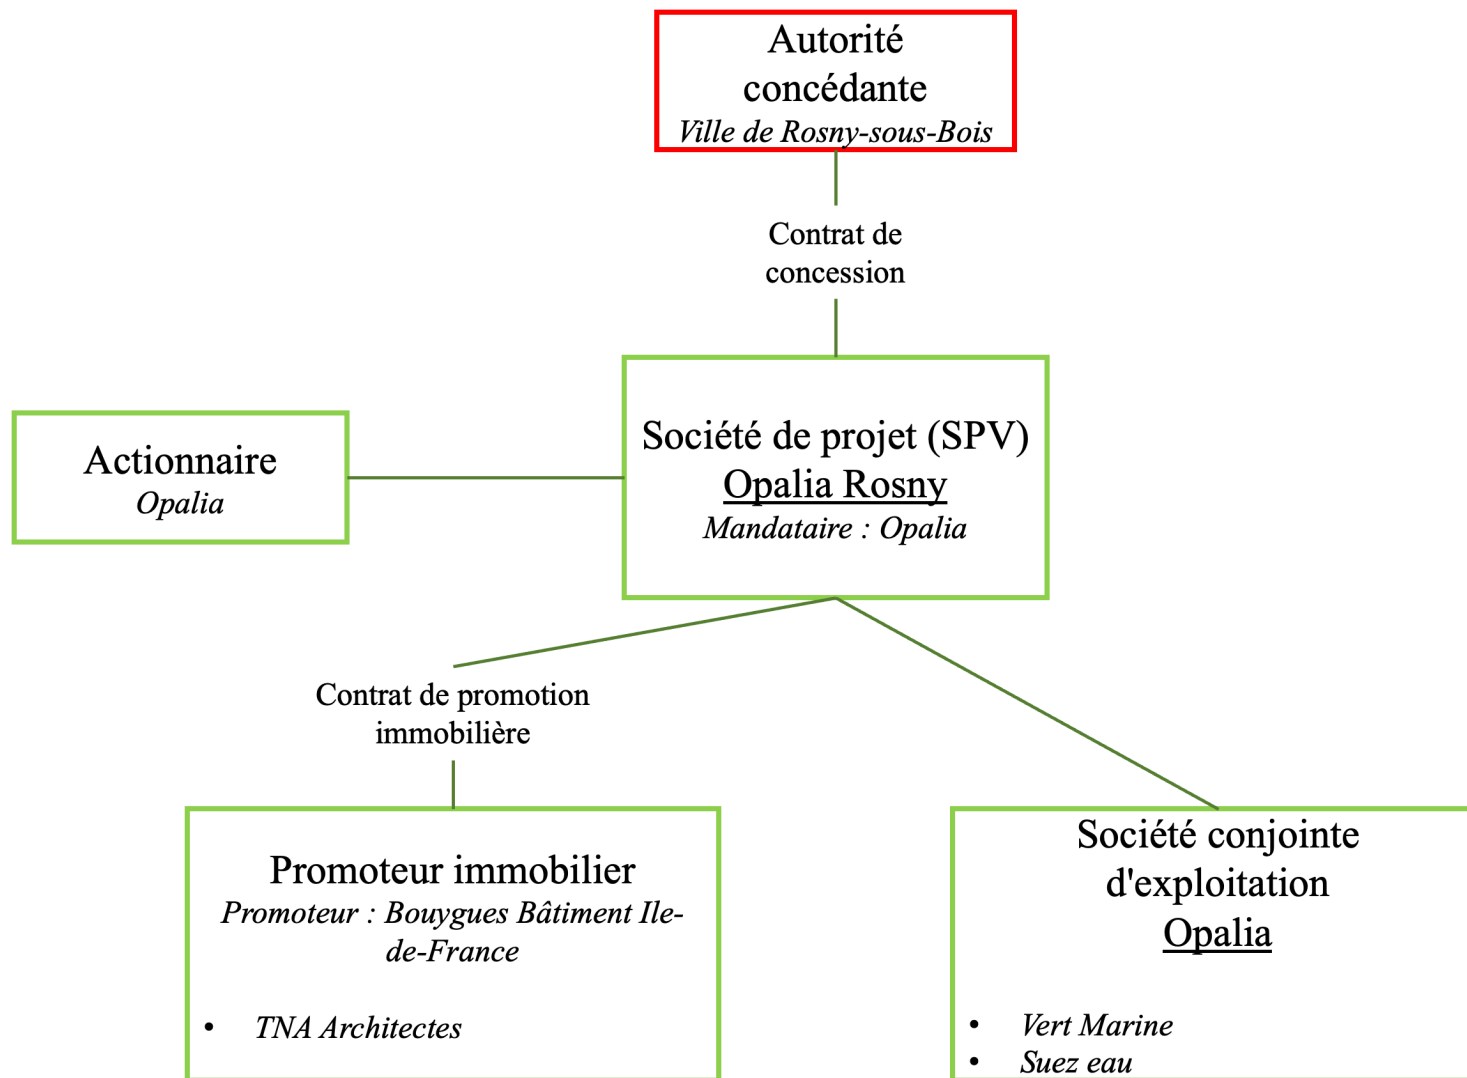 Autorité
concédante
Ville de Rosny-sous-Bois
Contrat de
concession
Actionnaire
Opalia
Société de projet (SPV)
Opalia Rosny
Mandataire : Opalia
Contrat de promotion
immobilière
Promoteur immobilier
Promoteur : Bouygues Bâtiment Ile-
de-France
• TNA Architectes
Société conjointe
d'exploitation
Opalia
• Vert Marine
• Suez eau